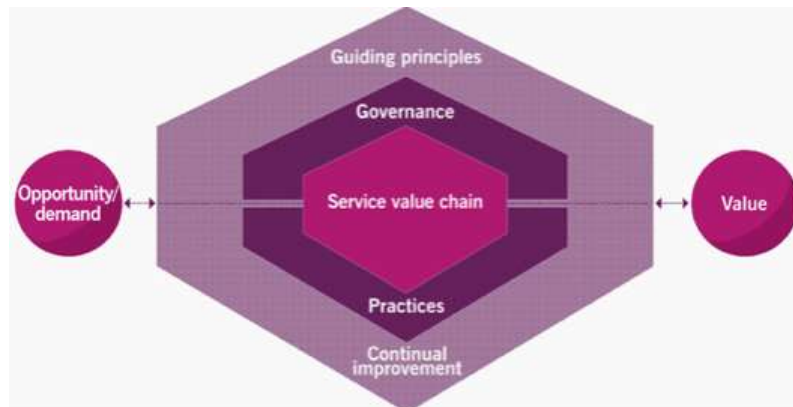 Guiding principles
Governance
Opportunity/
demand
Service value chain
Value
Practices
Continual
improvement